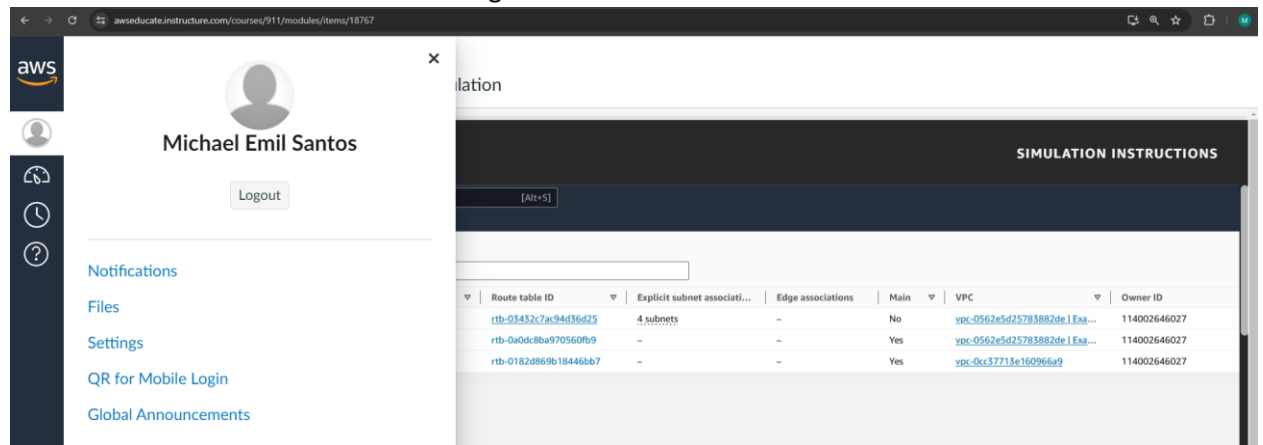 awseducate.instructure.com/courses/911/modules/items/18767
M
aws
×
lation
Michael Emil Santos
SIMULATION INSTRUCTIONS
Logout
[Alt+S]
Notifications
Files
Settings
QR for Mobile Login
Global Announcements
Route table ID Explicit subnet associati... Edge associations Main VPC Owner ID
rtb-03432c7ac94d36d25 4 subnets – No vpc-0562e5d25783882de | Exa... 114002646027
rtb-0a0dc8ba970560fb9 – – Yes vpc-0562e5d25783882de | Exa... 114002646027
rtb-0182d869b18446bb7 – – Yes vpc-0cc37713e160966a9 114002646027